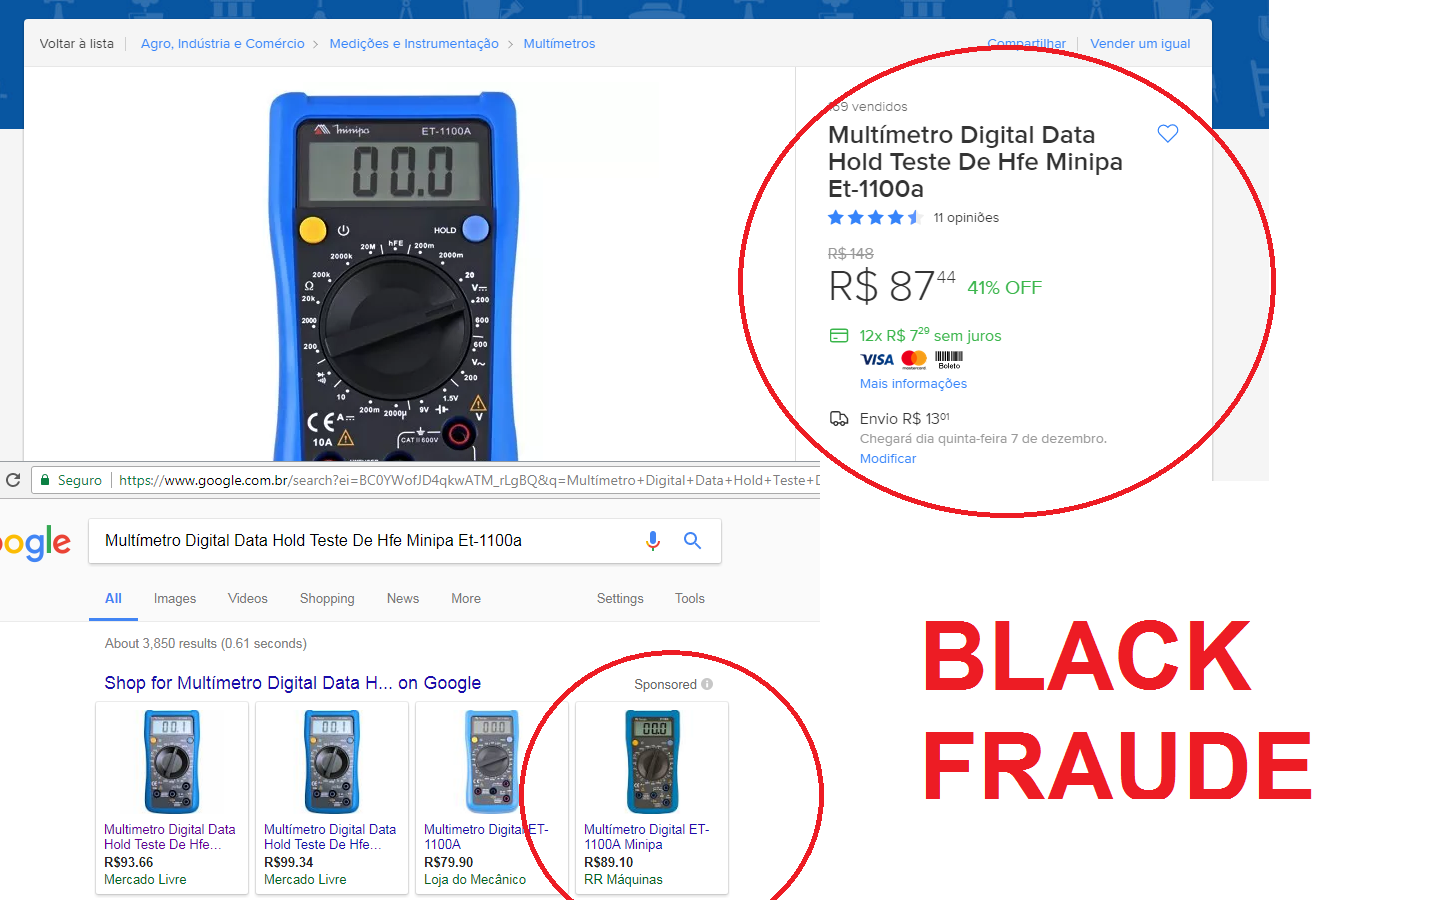 Voltar à lista
Agro, Indústria e Comércio > Medições e Instrumentação > Multímetros
Compartilhar
Vender um igual
minipa ET-1100A
00.0
HOLD
20M hFE 200m
2000k 2000m
200k 20
Ω V
20k 200
2000 600
200 600
V~
10 200
200m 2000µ 9V 1.5V
CE A
V
10A
CAT II 600V
vendidos
Multímetro Digital Data
Hold Teste De Hfe Minipa
Et-1100a
11 opiniões
R$ 148
R$ 87 44 41% OFF
12x R$ 7 29 sem juros
VISA mastercard Boleto
Mais informações
Envio R$ 13 01
Chegará dia quinta-feira 7 de dezembro.
Modificar
Seguro
https://www.google.com.br/search?ei=BC0YWofJD4qkwATM_rLgBQ&q=Multímetro+Digital+Data+Hold+Teste+D
oogle
Multímetro Digital Data Hold Teste De Hfe Minipa Et-1100a
All Images Videos Shopping News More Settings Tools
About 3,850 results (0.61 seconds)
Shop for Multímetro Digital Data H... on Google
Sponsored
Multimetro Digital Data
Hold Teste De Hfe...
R$93.66
Mercado Livre
Multímetro Digital Data
Hold Teste De Hfe...
R$99.34
Mercado Livre
Multimetro Digital ET-
1100A
R$79.90
Loja do Mecânico
Multímetro Digital ET-
1100A Minipa
R$89.10
RR Máquinas
BLACK
FRAUDE